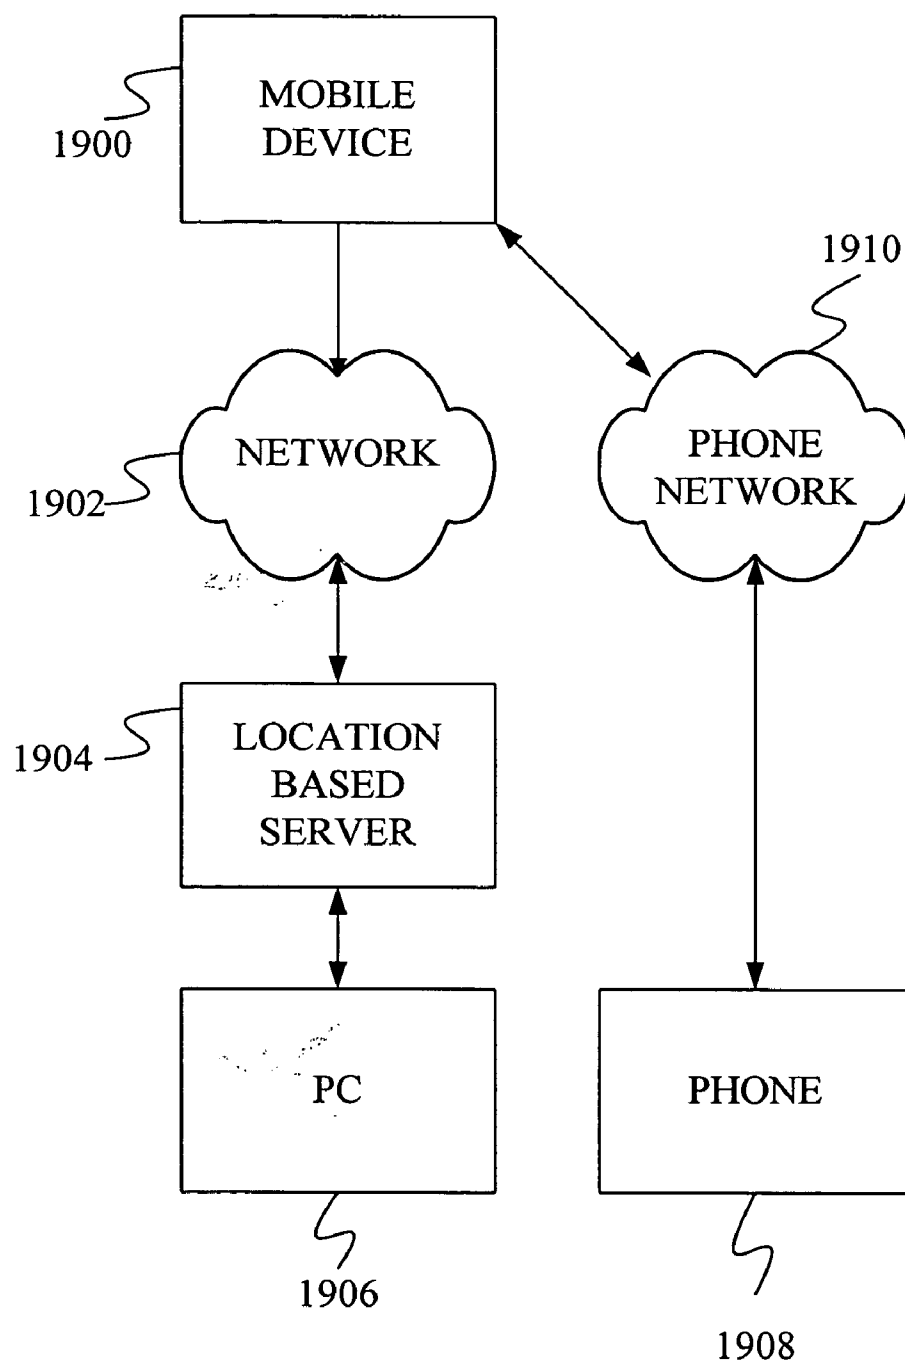 MOBILE
DEVICE
1900
1910
NETWORK
1902
PHONE
NETWORK
LOCATION
BASED
SERVER
1904
PC
PHONE
1906
1908